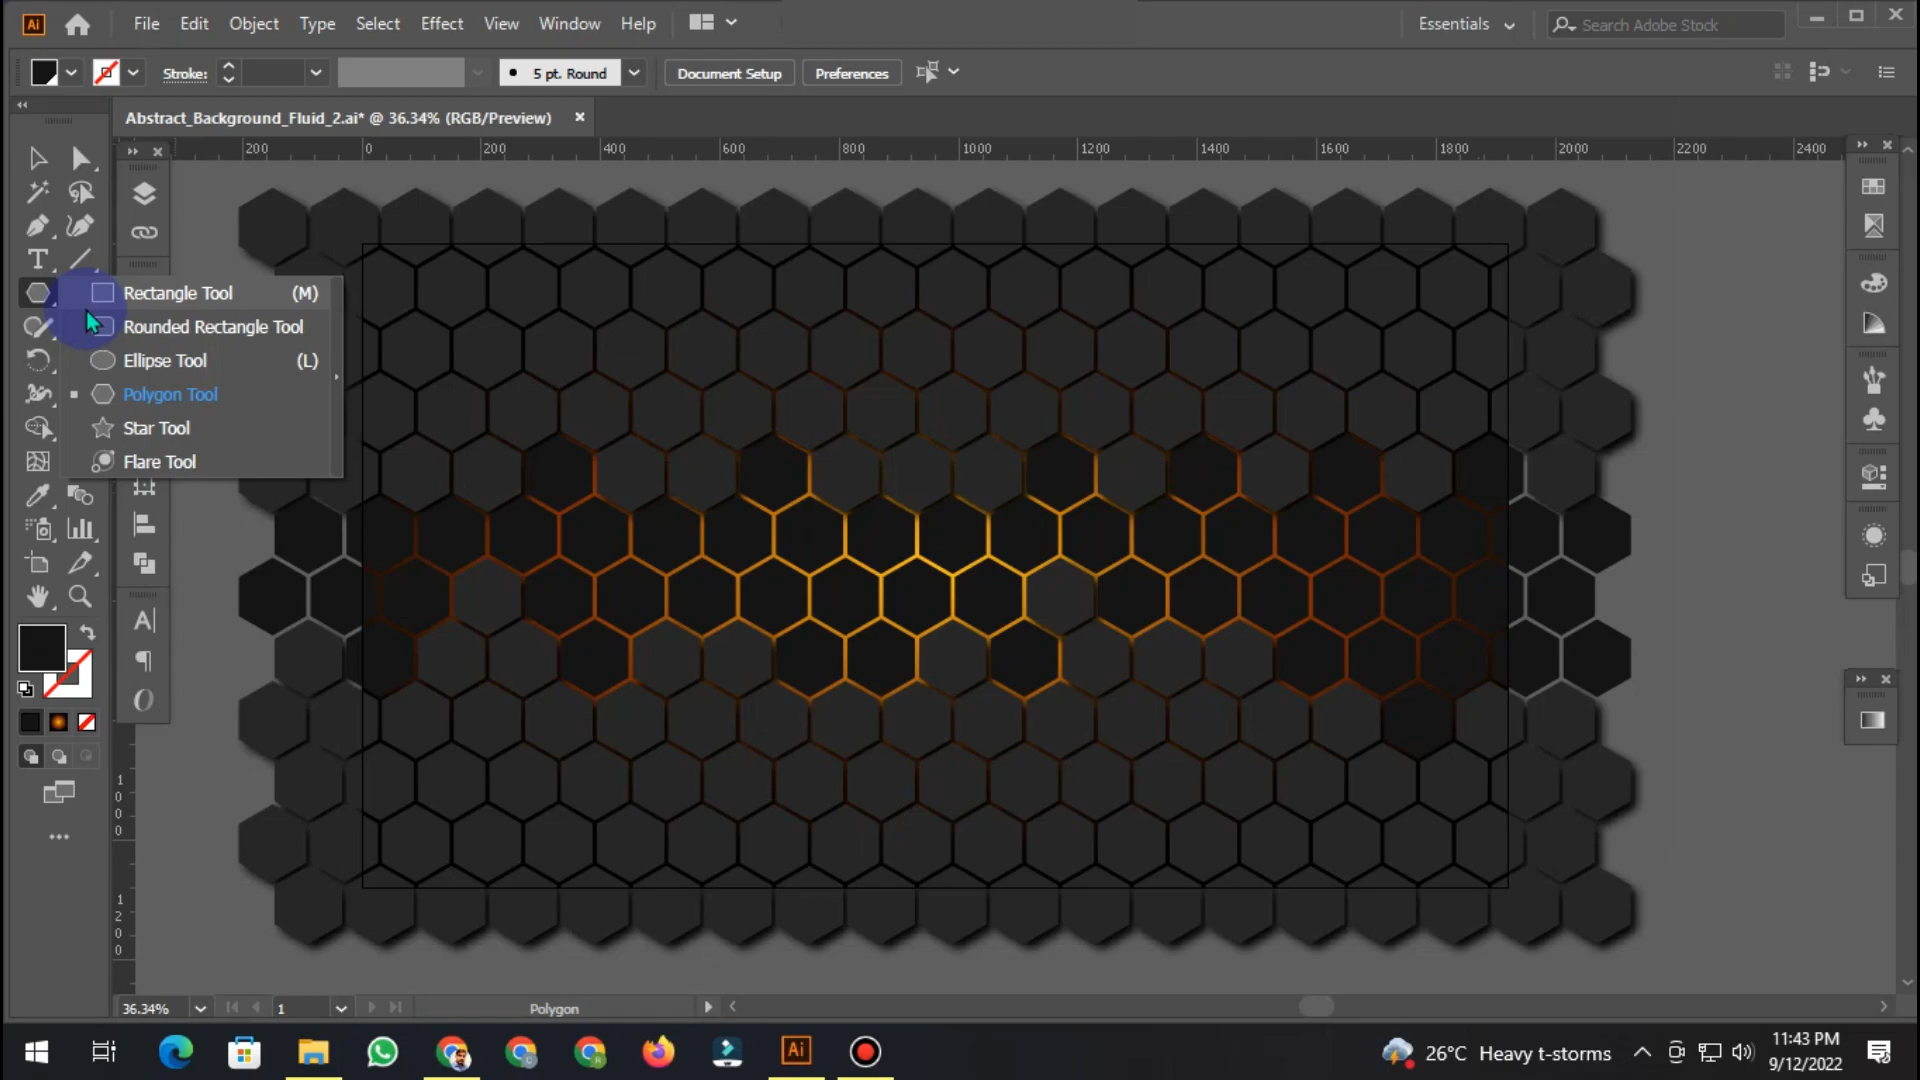 Ai File Edit Object Type Select Effect View Window Help Essentials Search Adobe Stock
Stroke: 5 pt. Round Document Setup Preferences
Abstract_Background_Fluid_2.ai* @ 36.34% (RGB/Preview)
200 0 200 400 600 800 1000 1200 1400 1600 1800 2000 2200 2400
Rectangle Tool (M)
Rounded Rectangle Tool
Ellipse Tool (L)
Polygon Tool
Star Tool
Flare Tool
1000
1200
36.34% 1 Polygon
Ai 26°C Heavy t-storms 11:43 PM
9/12/2022